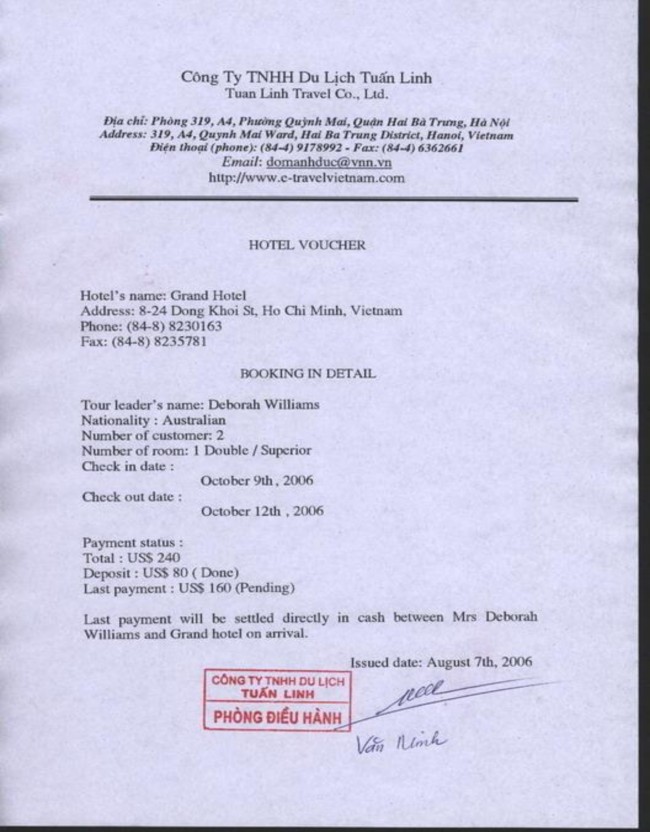 Công Ty TNHH Du Lịch Tuấn Linh
Tuan Linh Travel Co., Ltd.
Địa chỉ: Phòng 319, A4, Phường Quỳnh Mai, Quận Hai Bà Trưng, Hà Nội
Address: 319, A4, Quynh Mai Ward, Hai Ba Trung District, Hanoi, Vietnam
Điện thoại (phone): (84-4) 9178992 - Fax: (84-4) 6362661
Email: domanhduc@vnn.vn
http://www.e-travelvietnam.com
HOTEL VOUCHER
Hotel's name: Grand Hotel
Address: 8-24 Dong Khoi St, Ho Chi Minh, Vietnam
Phone: (84-8) 8230163
Fax: (84-8) 8235781
BOOKING IN DETAIL
Tour leader's name: Deborah Williams
Nationality : Australian
Number of customer: 2
Number of room: 1 Double / Superior
Check in date :
October 9th, 2006
Check out date :
October 12th , 2006
Payment status :
Total : US$ 240
Deposit : US$ 80 ( Done)
Last payment : US$ 160 (Pending)
Last payment will be settled directly in cash between Mrs Deborah
Williams and Grand hotel on arrival.
Issued date: August 7th, 2006
CÔNG TY TNHH DU LỊCH
TUẤN LINH
PHÒNG ĐIỀU HÀNH
Văn Minh